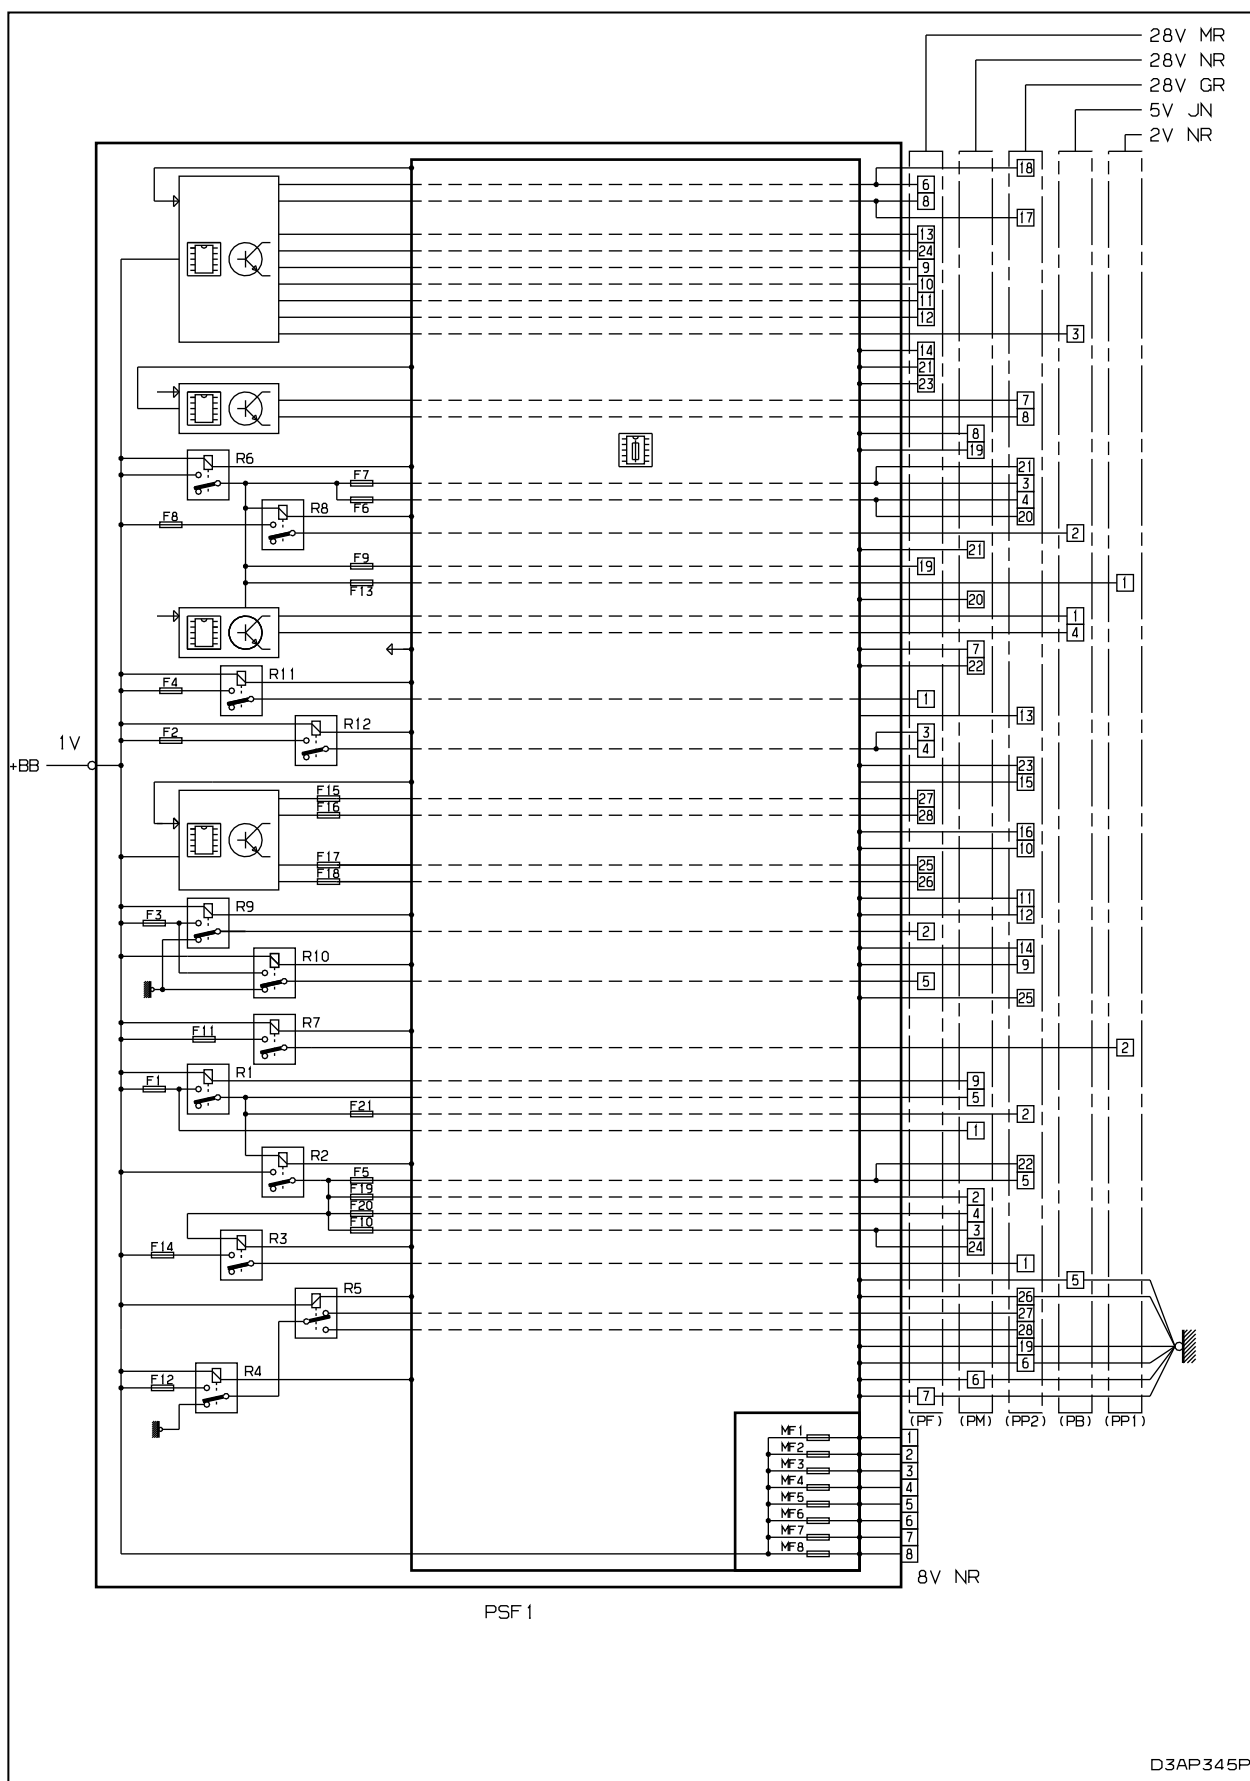 28V MR
28V NR
28V GR
5V JN
2V NR
18
6
8
17
13
24
9
10
11
12
3
14
21
23
7
8
8
19
R6
21
F7
3
4
F6
R8
20
F8
2
21
F9
19
F13
1
20
1
4
7
22
R11
F4
1
13
R12
F2
3
4
1V
+BB
23
15
F15
27
F16
28
16
10
F17
25
F18
26
11
R9
12
F3
2
14
R10
9
5
25
R7
F11
2
R1
9
F1
5
F21
2
1
R2
22
F5
5
F19
2
F20
4
F10
3
R3
24
F14
1
5
R5
26
27
28
19
6
R4
6
F12
7
(PF) (PM) (PP2) (PB) (PP1)
MF1 1
MF2 2
MF3 3
MF4 4
MF5 5
MF6 6
MF7 7
MF8 8
8V NR
PSF1
D3AP345P